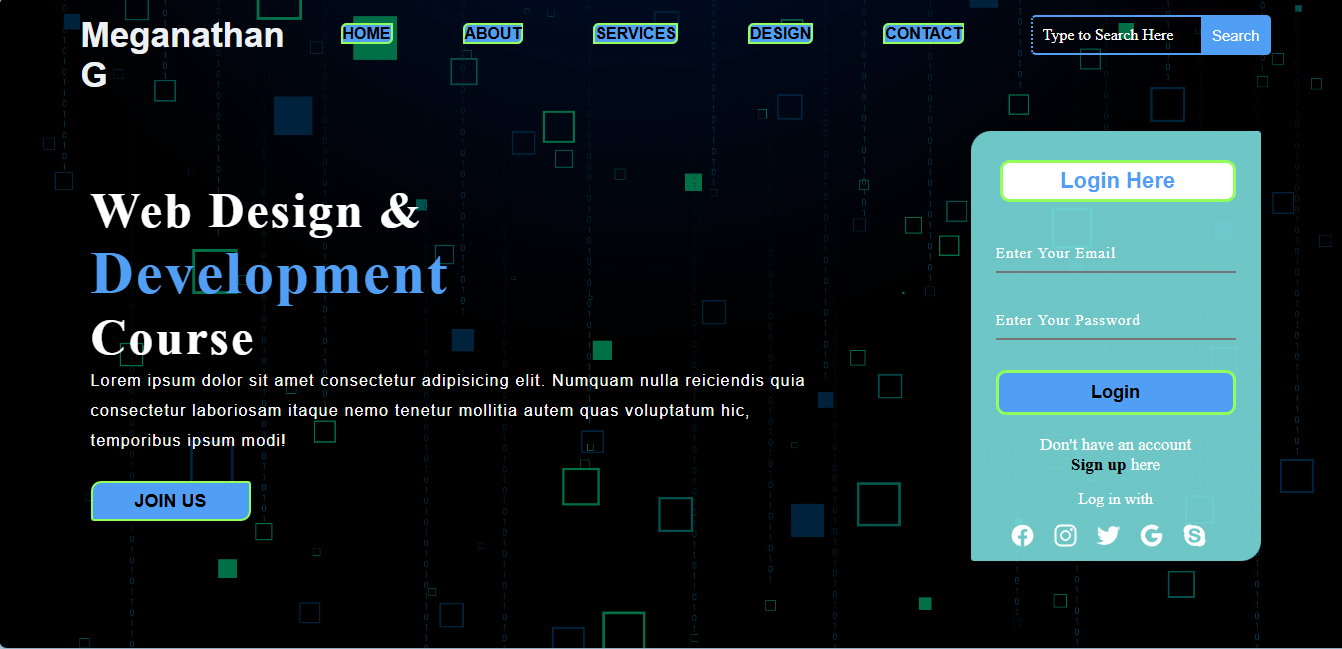 Meganathan
G
HOME
ABOUT
SERVICES
DESIGN
CONTACT
Type to Search Here
Search
Web Design &
Development
Course
Lorem ipsum dolor sit amet consectetur adipisicing elit. Numquam nulla reiciendis quia
consectetur laboriosam itaque nemo tenetur mollitia autem quas voluptatum hic,
temporibus ipsum modi!
JOIN US
Login Here
Enter Your Email
Enter Your Password
Login
Don't have an account
Sign up here
Log in with